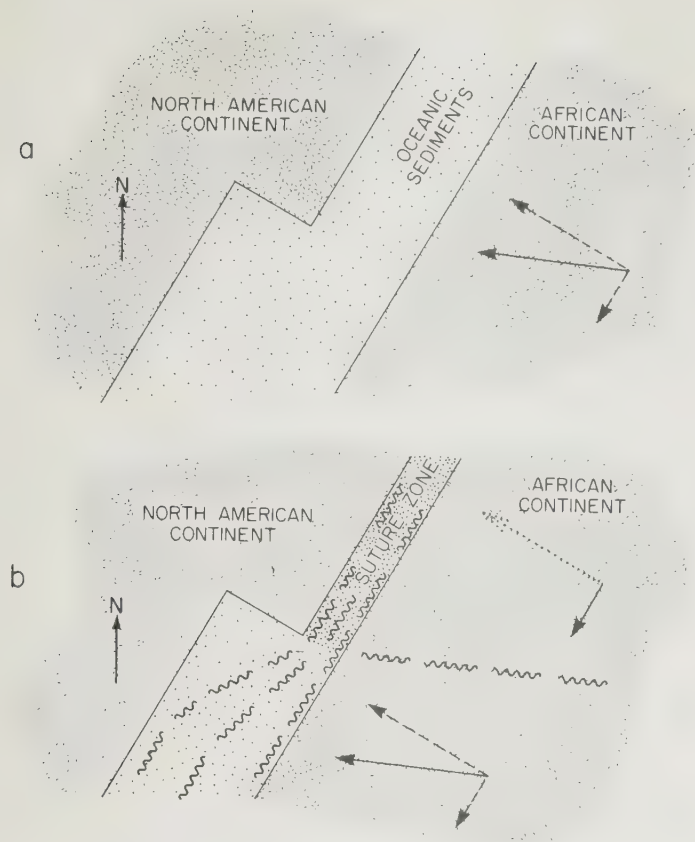 a
NORTH AMERICAN
CONTINENT
OCEANIC
SEDIMENTS
AFRICAN
CONTINENT
N
b
NORTH AMERICAN
CONTINENT
SUTURE ZONE
AFRICAN
CONTINENT
N